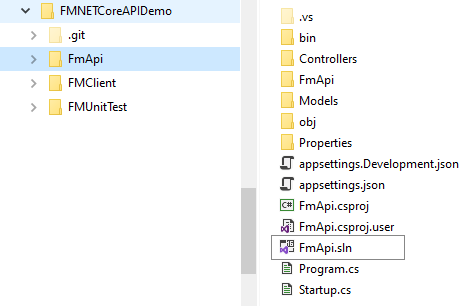 FMNETCoreAPIDemo
.git
FmApi
FMClient
FMUnitTest
.vs
bin
Controllers
FmApi
Models
obj
Properties
appsettings.Development.json
appsettings.json
FmApi.csproj
FmApi.csproj.user
FmApi.sln
Program.cs
Startup.cs